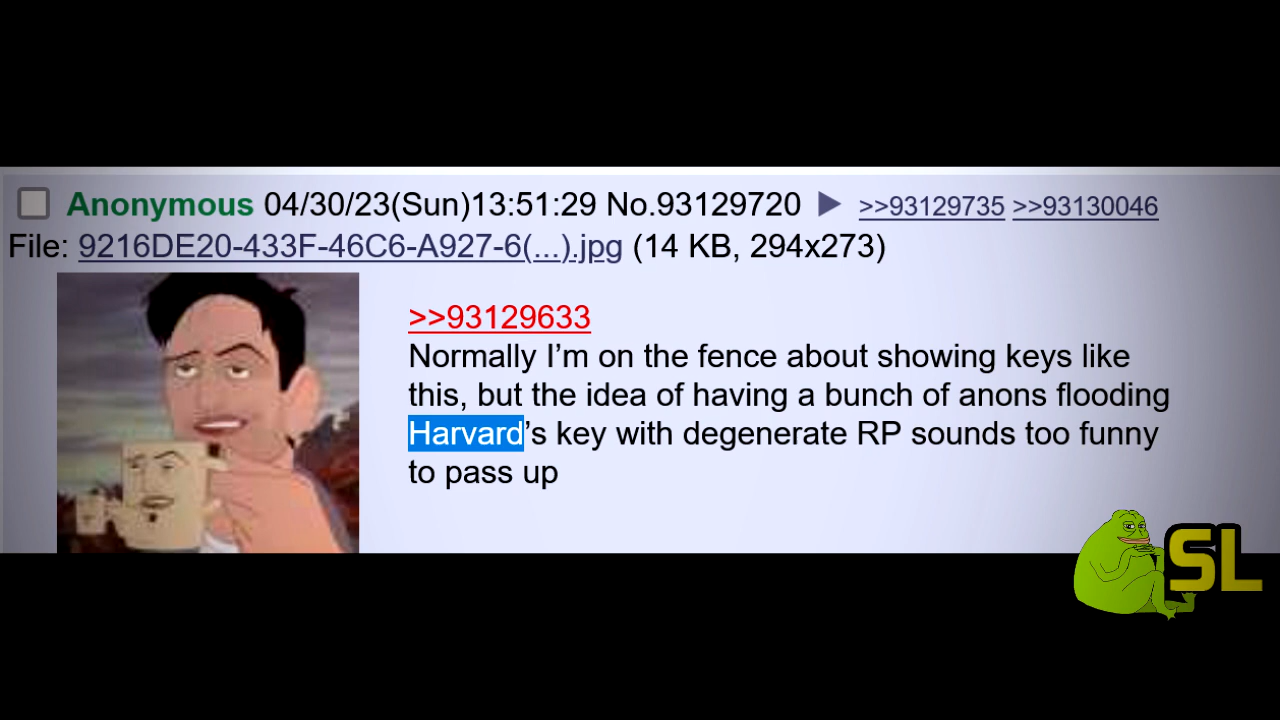 Anonymous 04/30/23(Sun)13:51:29 No.93129720 ▶ >>93129735 >>93130046
File: 9216DE20-433F-46C6-A927-6(...).jpg (14 KB, 294x273)
>>93129633
Normally I’m on the fence about showing keys like
this, but the idea of having a bunch of anons flooding
Harvard’s key with degenerate RP sounds too funny
to pass up
SL